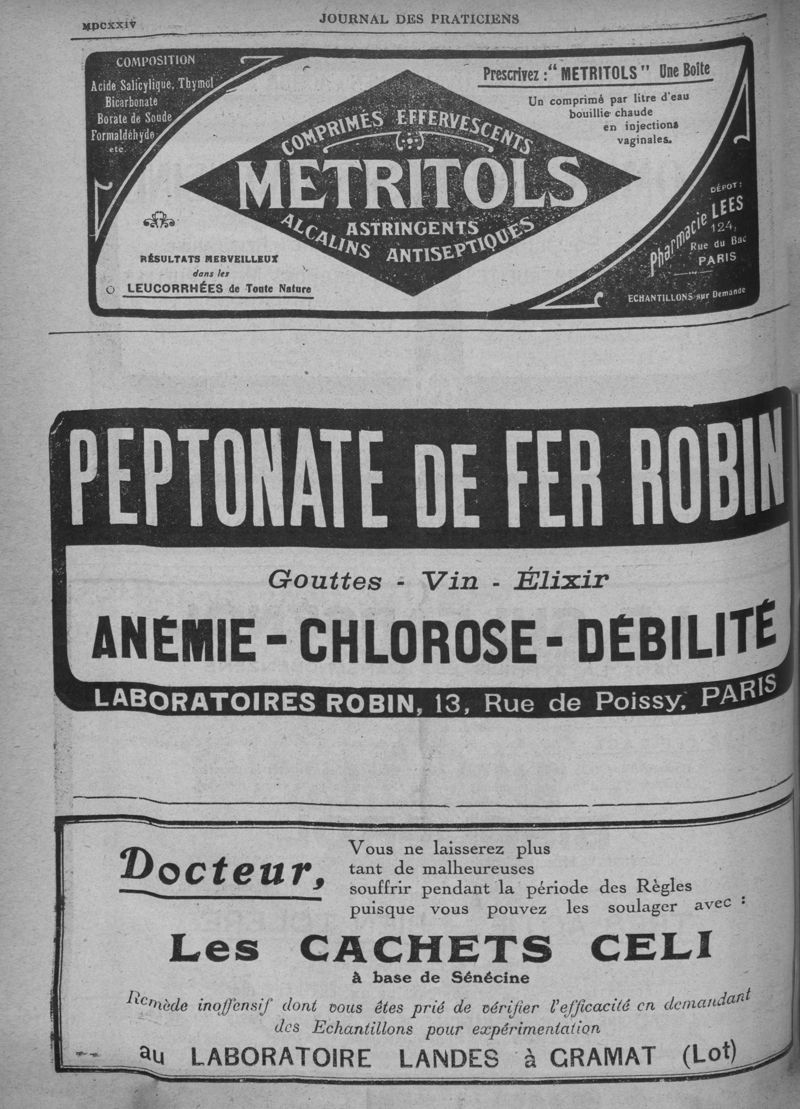 MDCXXIV
JOURNAL DES PRATICIENS
COMPOSITION
Acide Salicylique, Thymol
Bicarbonate
Borate de Soude
Formaldéhyde
etc.
Prescrivez : "METRITOLS" Une Boîte
Un comprimé par litre d'eau
bouillie chaude
en injections
vaginales.
COMPRIMÉS EFFERVESCENTS
METRITOLS
ASTRINGENTS
ALCALINS ANTISEPTIQUES
RÉSULTATS MERVEILLEUX
dans les
LEUCORRHÉES de Toute Nature
DÉPOT :
Pharmacie LEES
124,
Rue du Bac
PARIS
ECHANTILLONS sur Demande
PEPTONATE DE FER ROBIN
Gouttes - Vin - Élixir
ANÉMIE - CHLOROSE - DÉBILITÉ
LABORATOIRES ROBIN, 13, Rue de Poissy, PARIS
Docteur,
Vous ne laisserez plus
tant de malheureuses
souffrir pendant la période des Règles
puisque vous pouvez les soulager avec :
Les CACHETS CELI
à base de Sénécine
Remède inoffensif dont vous êtes prié de vérifier l'efficacité en demandant
des Echantillons pour expérimentation
au LABORATOIRE LANDES à GRAMAT (Lot)